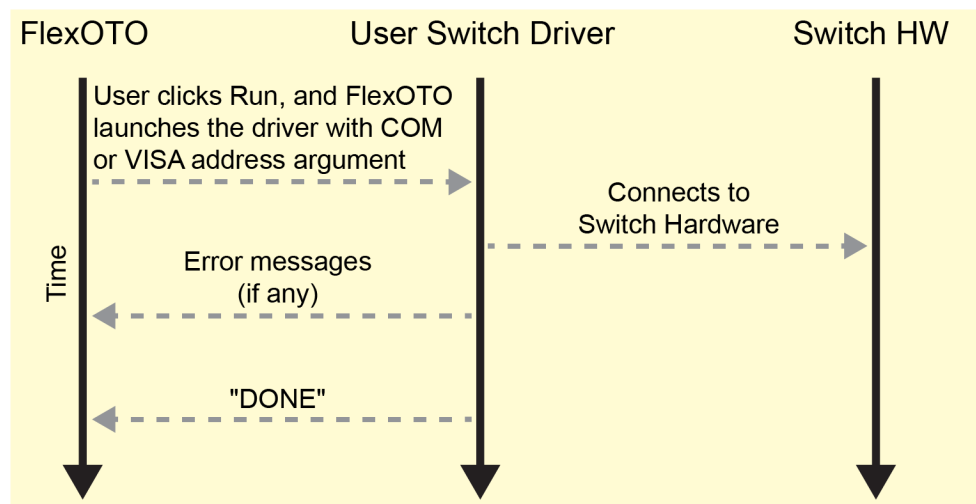 FlexOTO
User Switch Driver
Switch HW
User clicks Run, and FlexOTO
launches the driver with COM
or VISA address argument
Connects to
Switch Hardware
Time
Error messages
(if any)
"DONE"